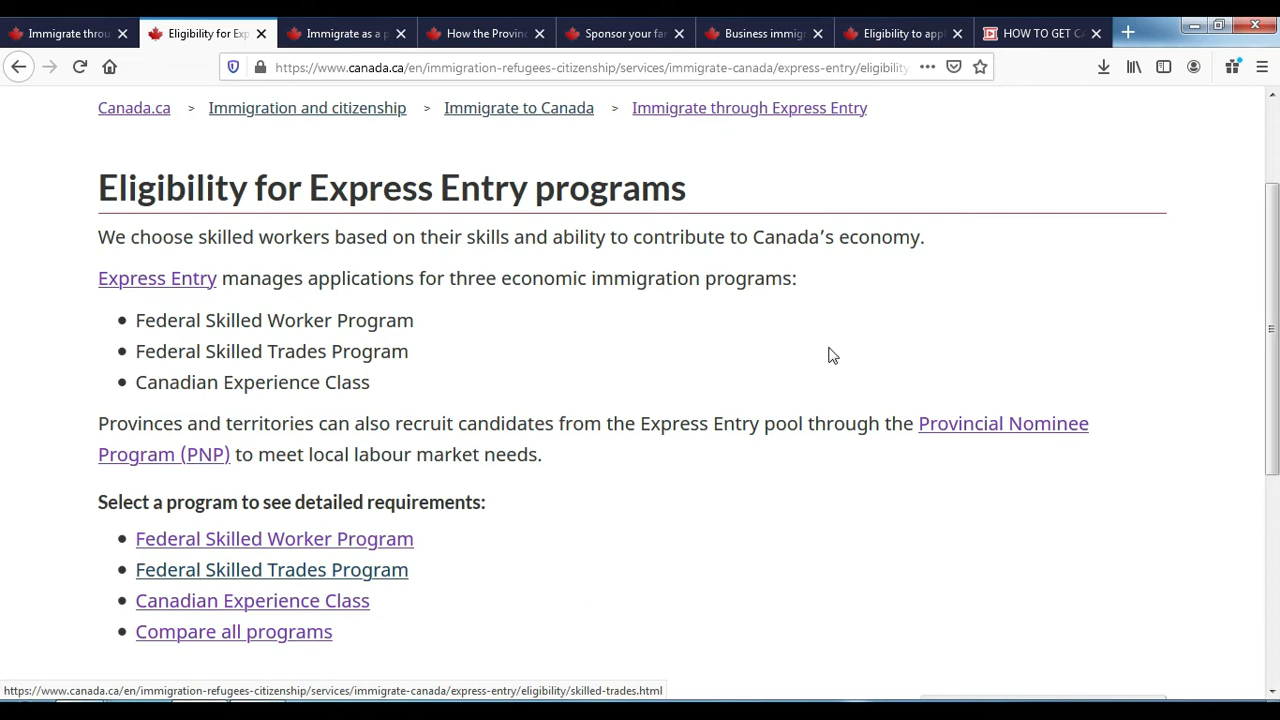 Immigrate throu
Eligibility for Exp
Immigrate as a p
How the Provin
Sponsor your far
Business immig
Eligibility to appl
HOW TO GET CA
https://www.canada.ca/en/immigration-refugees-citizenship/services/immigrate-canada/express-entry/eligibility
Canada.ca > Immigration and citizenship > Immigrate to Canada > Immigrate through Express Entry
Eligibility for Express Entry programs
We choose skilled workers based on their skills and ability to contribute to Canada's economy.
Express Entry manages applications for three economic immigration programs:
• Federal Skilled Worker Program
• Federal Skilled Trades Program
• Canadian Experience Class
Provinces and territories can also recruit candidates from the Express Entry pool through the Provincial Nominee
Program (PNP) to meet local labour market needs.
Select a program to see detailed requirements:
• Federal Skilled Worker Program
• Federal Skilled Trades Program
• Canadian Experience Class
• Compare all programs
https://www.canada.ca/en/immigration-refugees-citizenship/services/immigrate-canada/express-entry/eligibility/skilled-trades.html